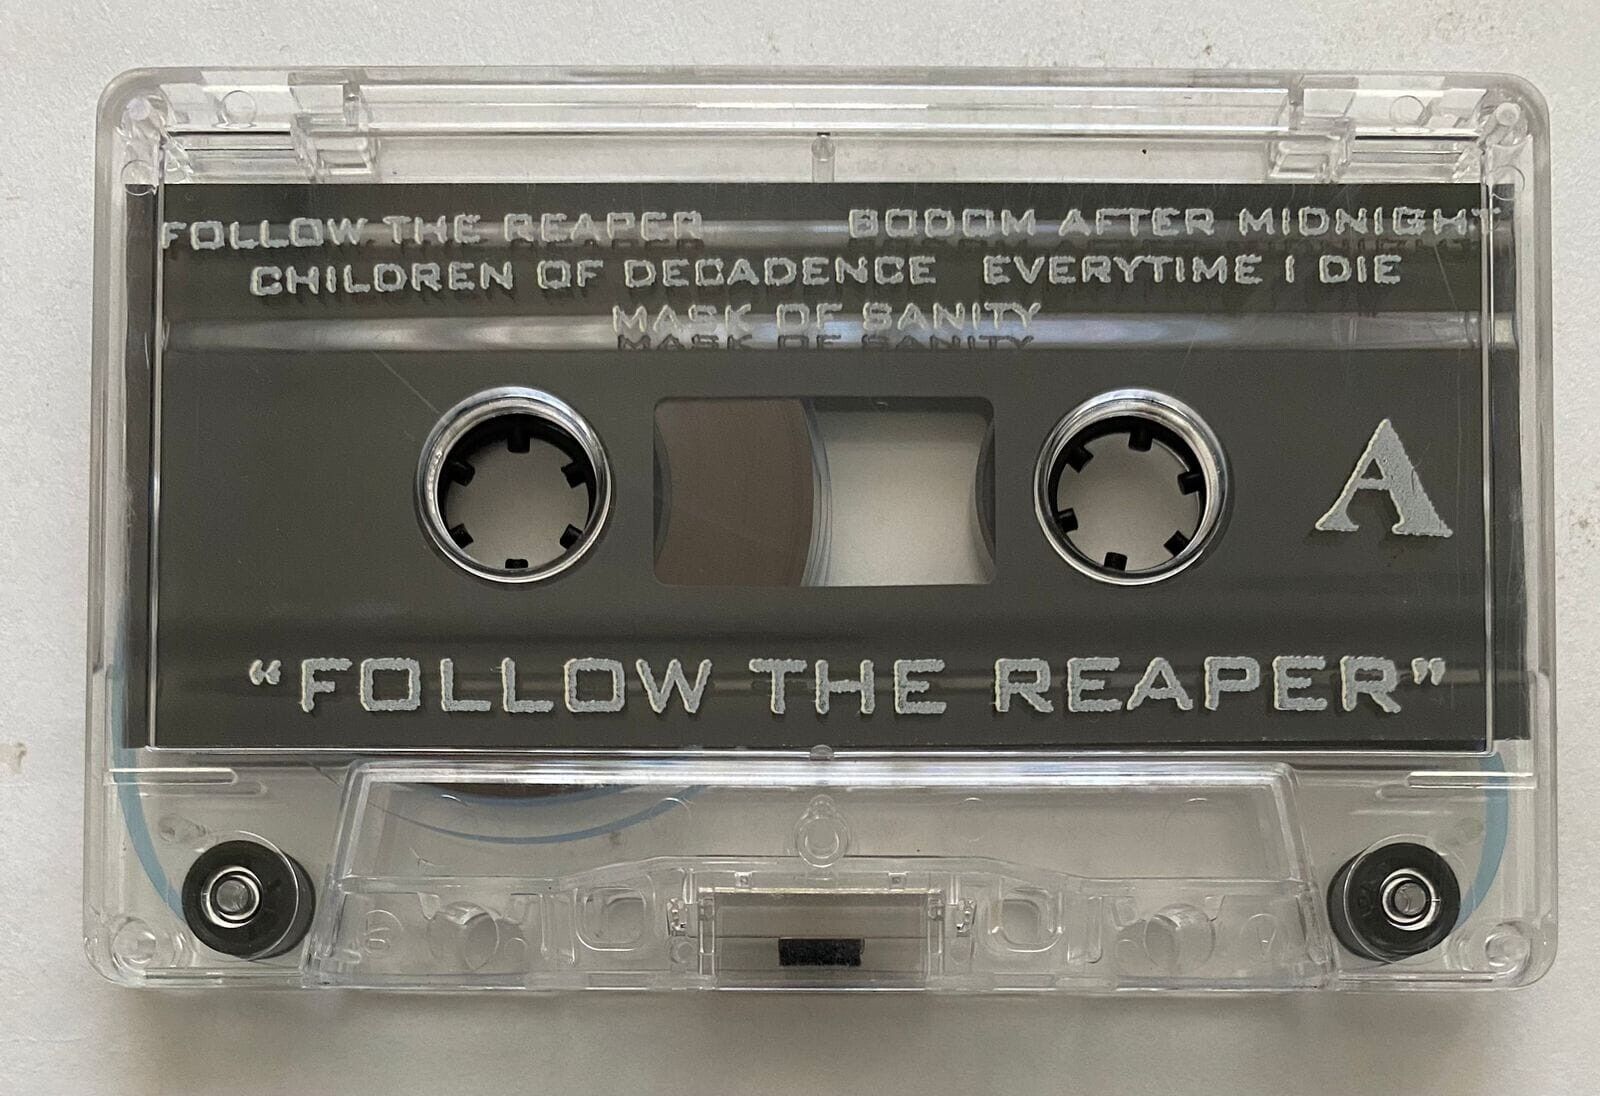 FOLLOW THE REAPER BODOM AFTER MIDNIGHT
CHILDREN OF DECADENCE EVERYTIME I DIE
MASK OF SANITY
A
"FOLLOW THE REAPER"